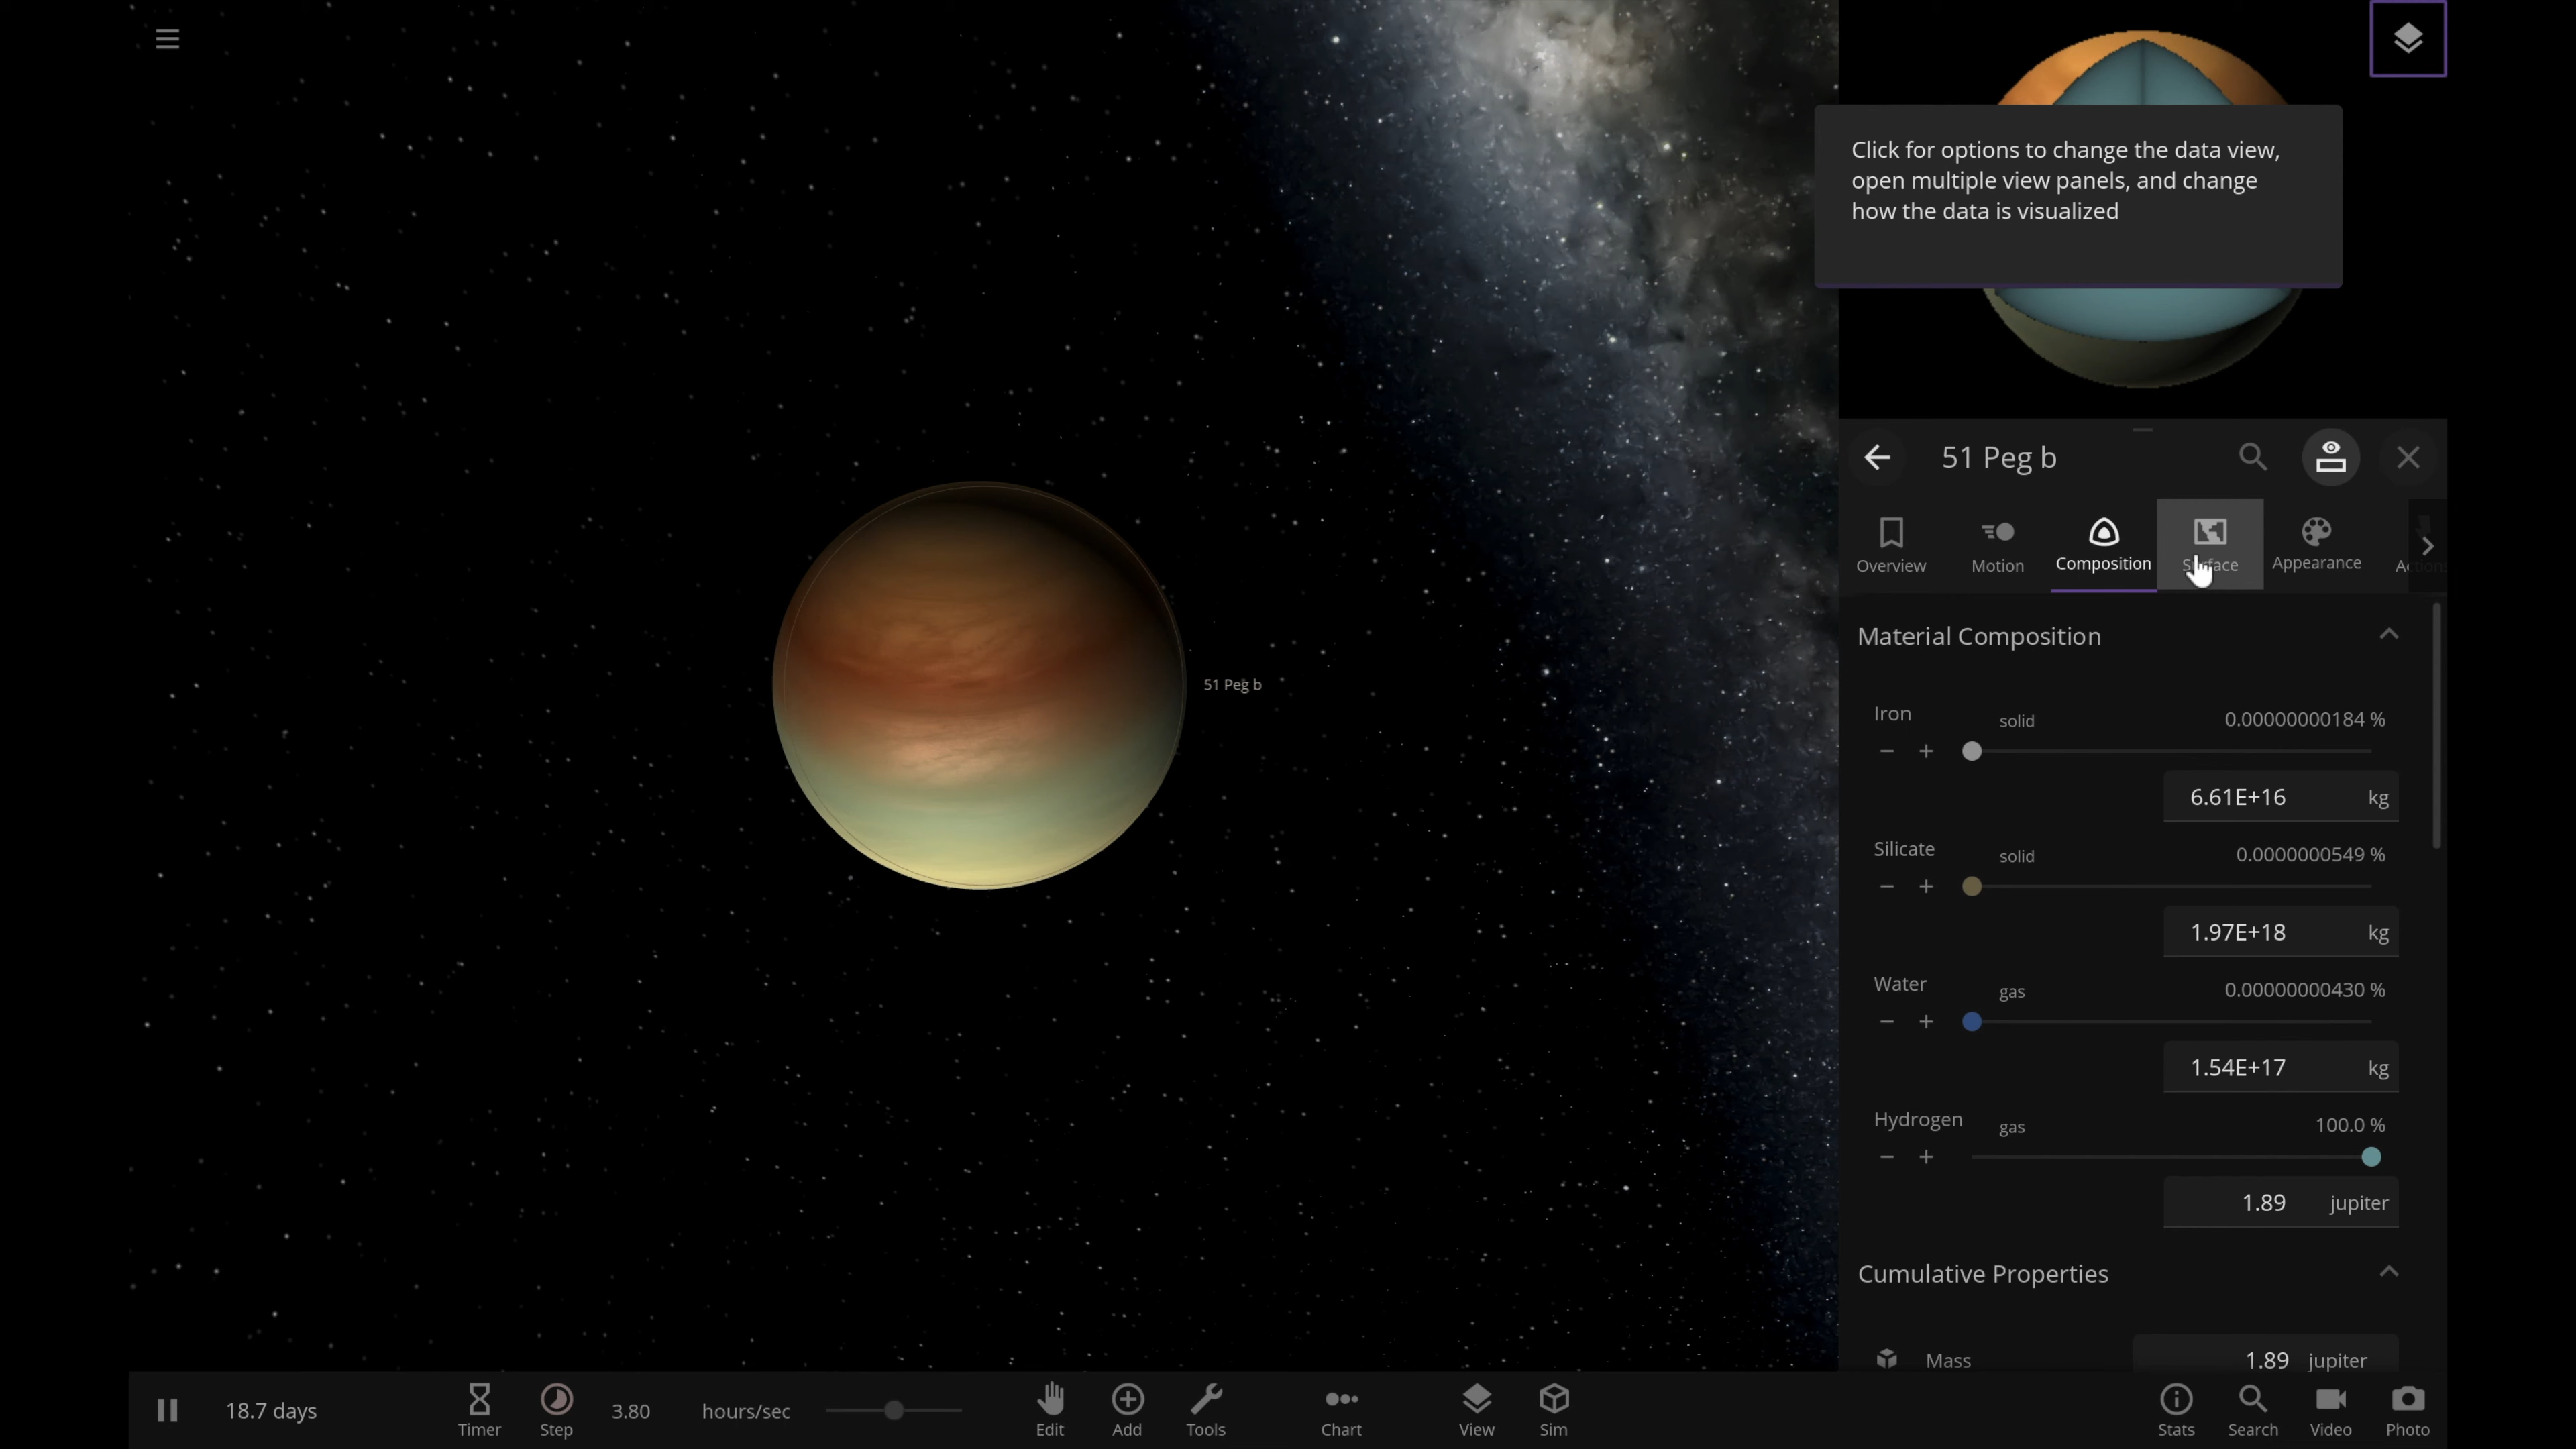 Click for options to change the data view,
open multiple view panels, and change
how the data is visualized
51 Peg b
Overview
Motion
Composition
Surface
Appearance
Material Composition
Iron
solid
0.00000000184 %
6.61E+16 kg
Silicate
solid
0.0000000549 %
1.97E+18 kg
51 Peg b
Water
gas
0.00000000430 %
1.54E+17 kg
Hydrogen
gas
100.0 %
1.89 jupiter
Cumulative Properties
Mass
1.89 jupiter
18.7 days
Timer
Step
3.80
hours/sec
Edit
Add
Tools
Chart
View
Sim
Stats
Search
Video
Photo